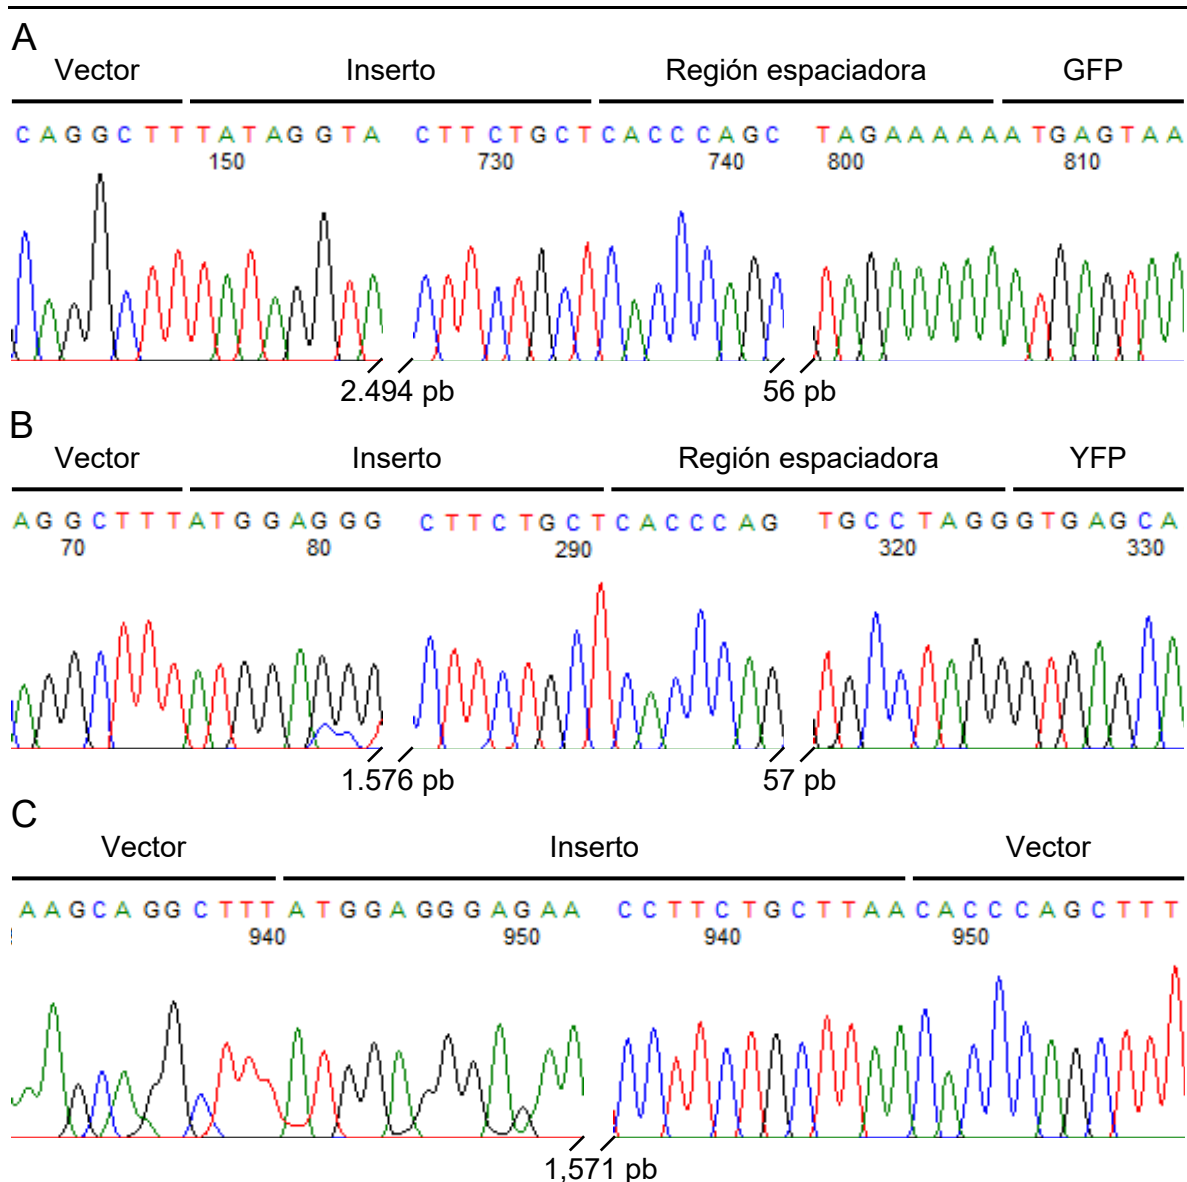 A
Vector Inserto Región espaciadora GFP
CAGGCTTTATAGGTA CTTCTGCTCACCCAGC TAGAAAAAATGAGTAA
150 730 740 800 810
2.494 pb 56 pb
B
Vector Inserto Región espaciadora YFP
AGGCTTTATGGAGGG CTTCTGCTCACCCAG TGCCTAGGGTGAGCA
70 80 290 320 330
1.576 pb 57 pb
C
Vector Inserto Vector
AAGCAGGCTTTATGGAGGGAGAA CCTTCTGCTTAACACCCAGCTTT
940 950 940 950
1,571 pb